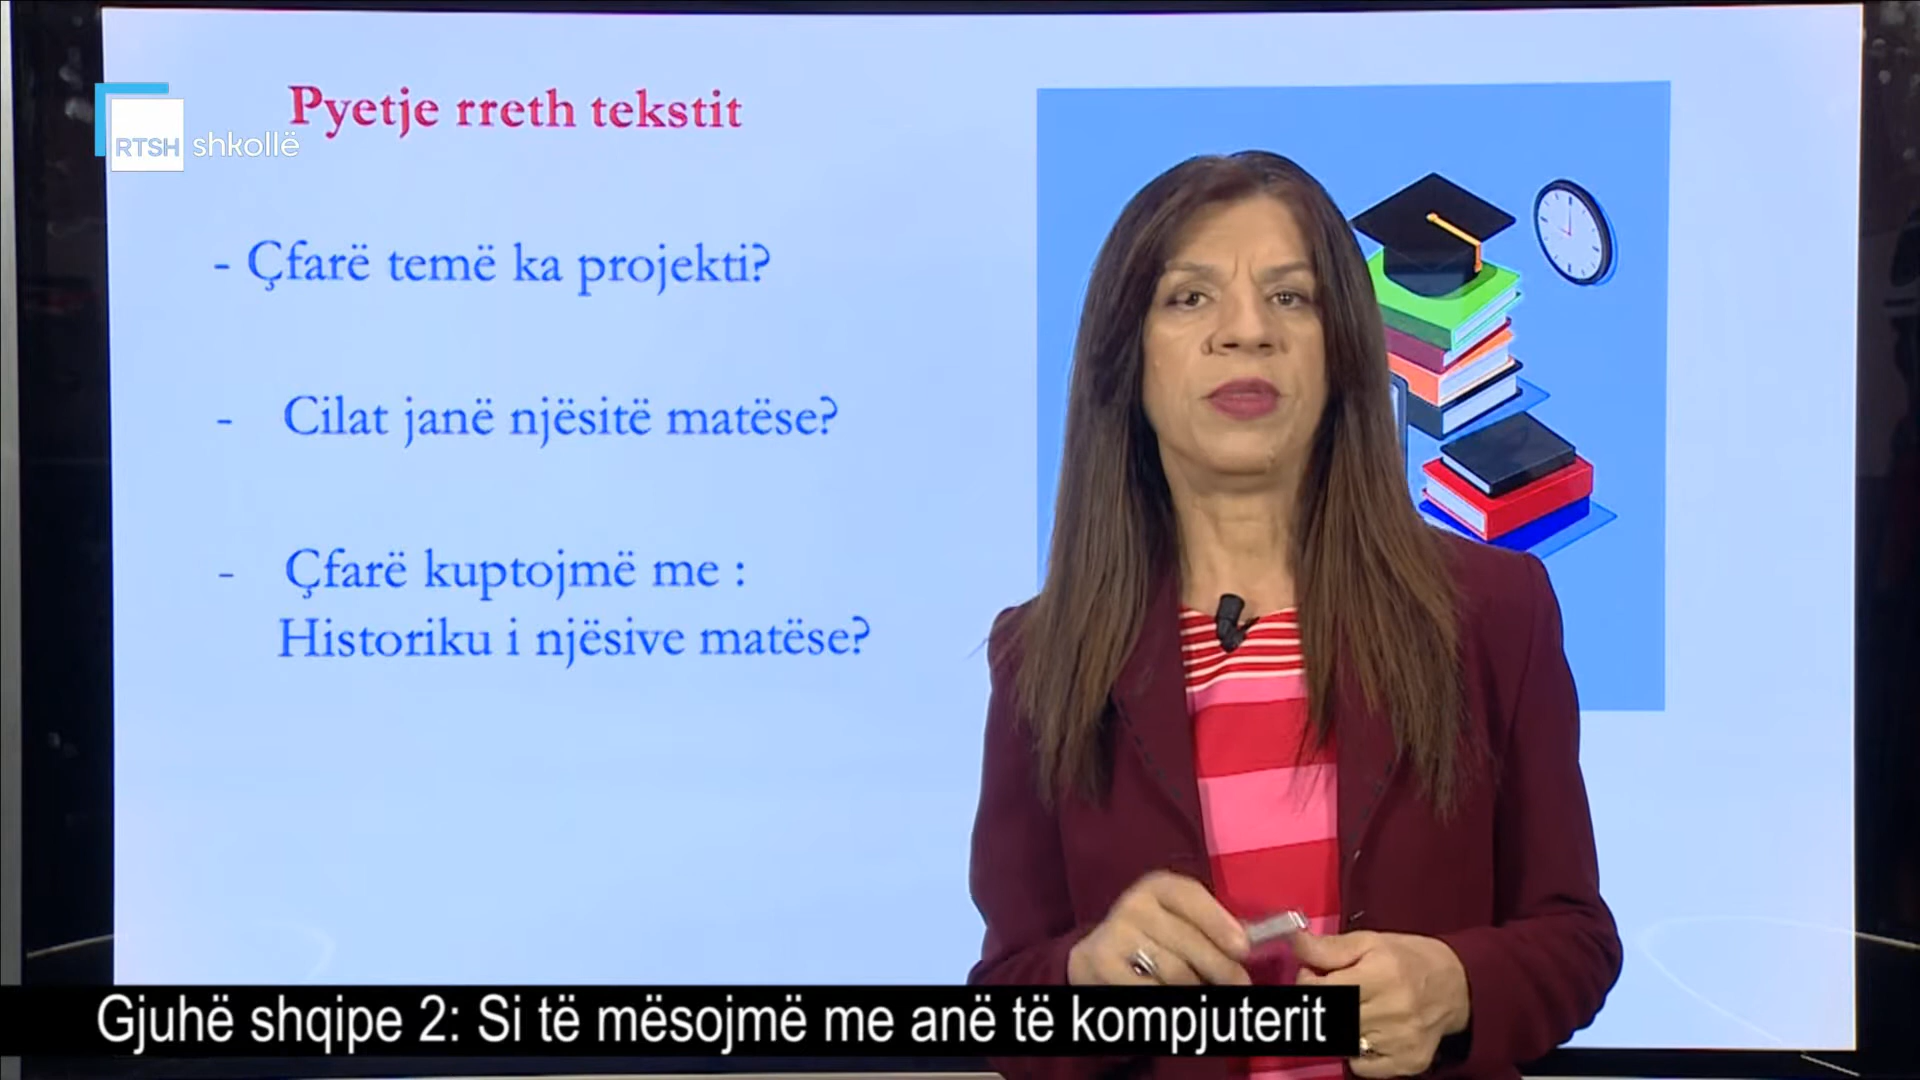 Pyetje rreth tekstit
RTSH shkollë
- Çfarë temë ka projekti?
- Cilat janë njësitë matëse?
- Çfarë kuptojmë me :
Historiku i njësive matëse?
Gjuhë shqipe 2: Si të mësojmë me anë të kompjuterit